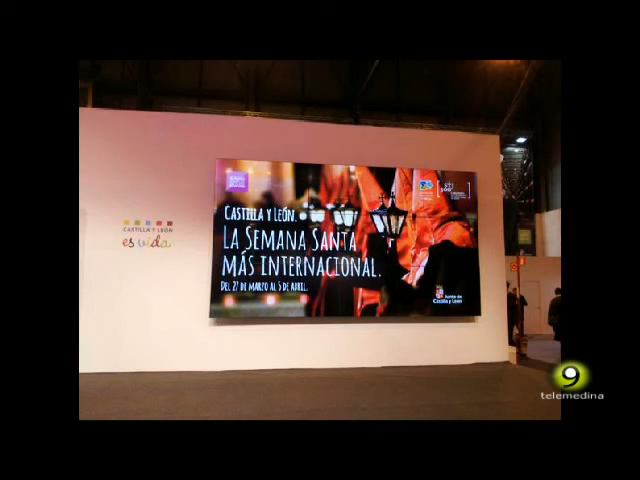 CASTILLA Y LEÓN
es vida
CASTILLA Y LEÓN.
LA SEMANA SANTA
MÁS INTERNACIONAL.
DEL 27 DE MARZO AL 5 DE ABRIL.
Junta de
Castilla y León
9
telemedina